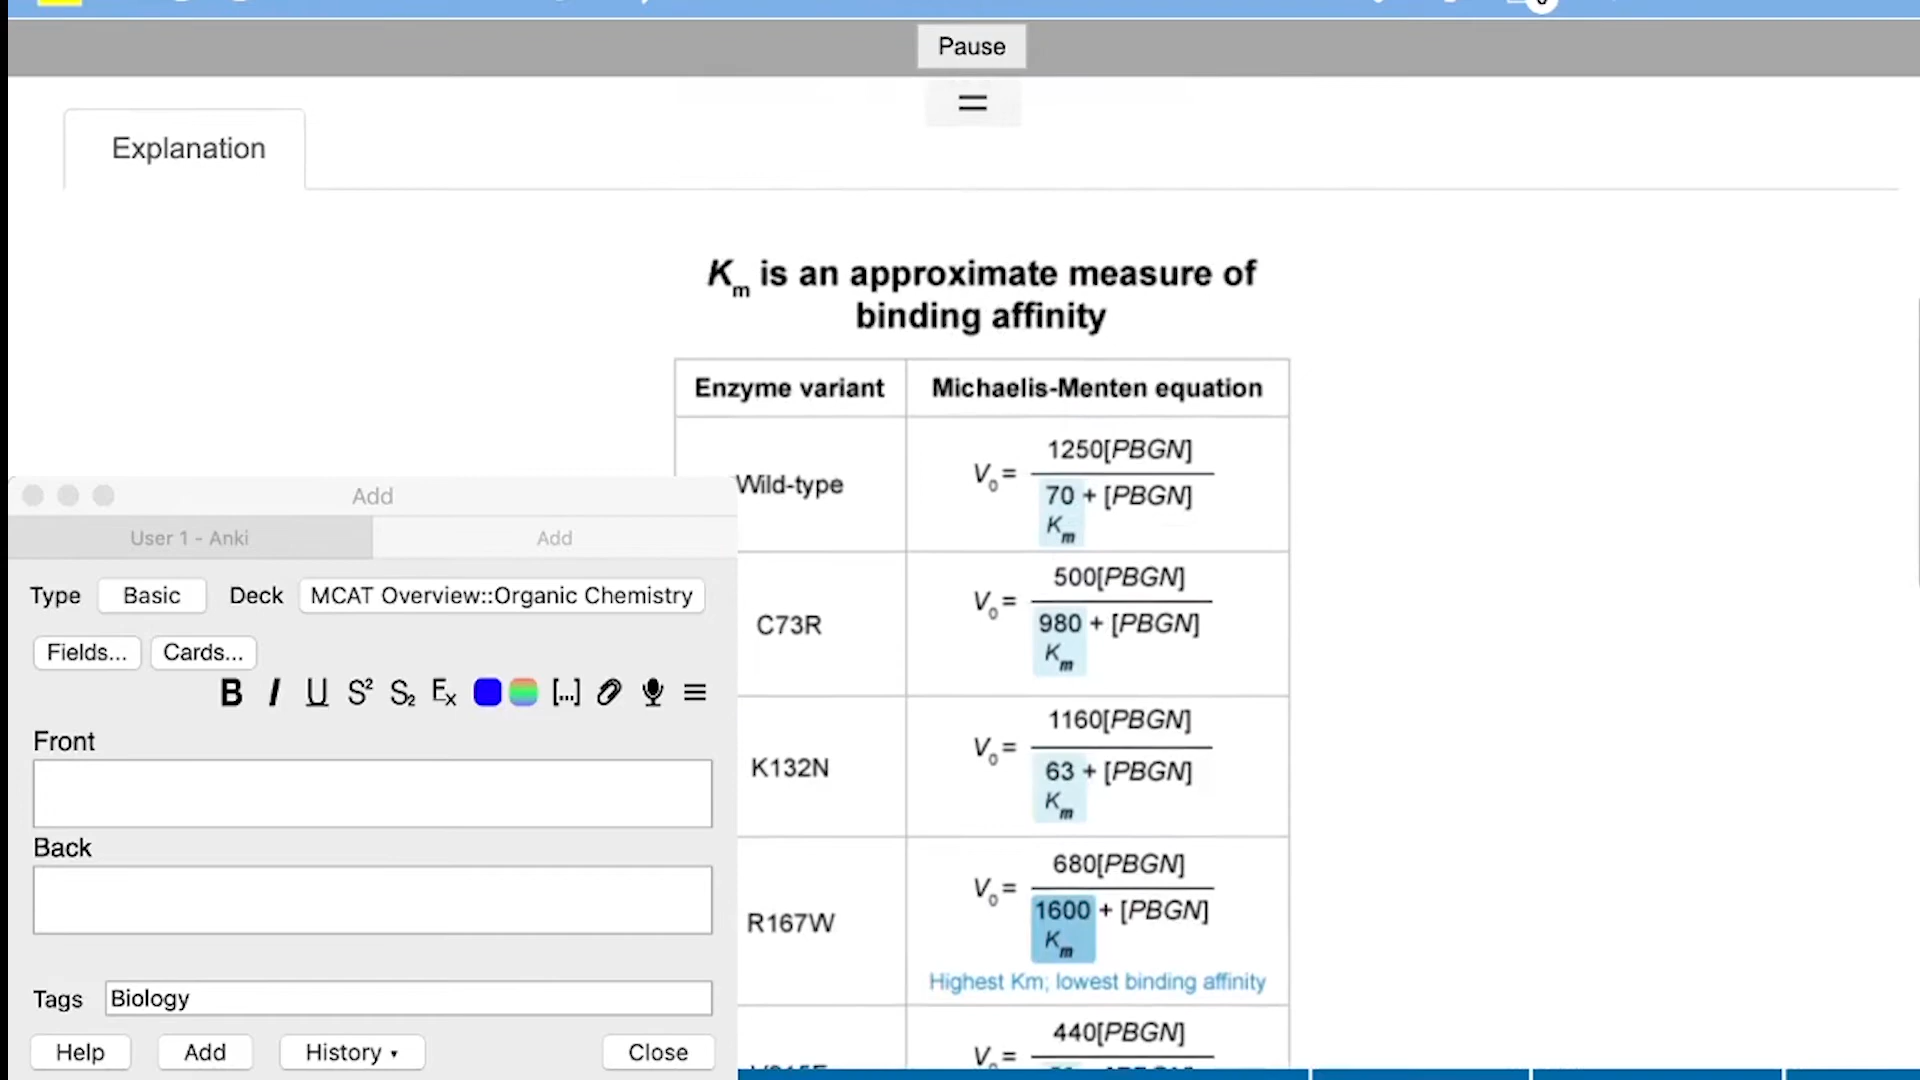 Pause
=
Explanation
Km is an approximate measure of
binding affinity
Enzyme variant
Michaelis-Menten equation
Wild-type
V0 = 1250[PBGN]
70 + [PBGN]
Km
C73R
V0 = 500[PBGN]
980 + [PBGN]
Km
K132N
V0 = 1160[PBGN]
63 + [PBGN]
Km
R167W
V0 = 680[PBGN]
1600 + [PBGN]
Km
Highest Km; lowest binding affinity
V0 = 440[PBGN]
Add
User 1 - Anki
Add
Type Basic Deck MCAT Overview::Organic Chemistry
Fields... Cards...
B I U S² S₂ Ex [...]
Front
Back
Tags Biology
Help Add History Close